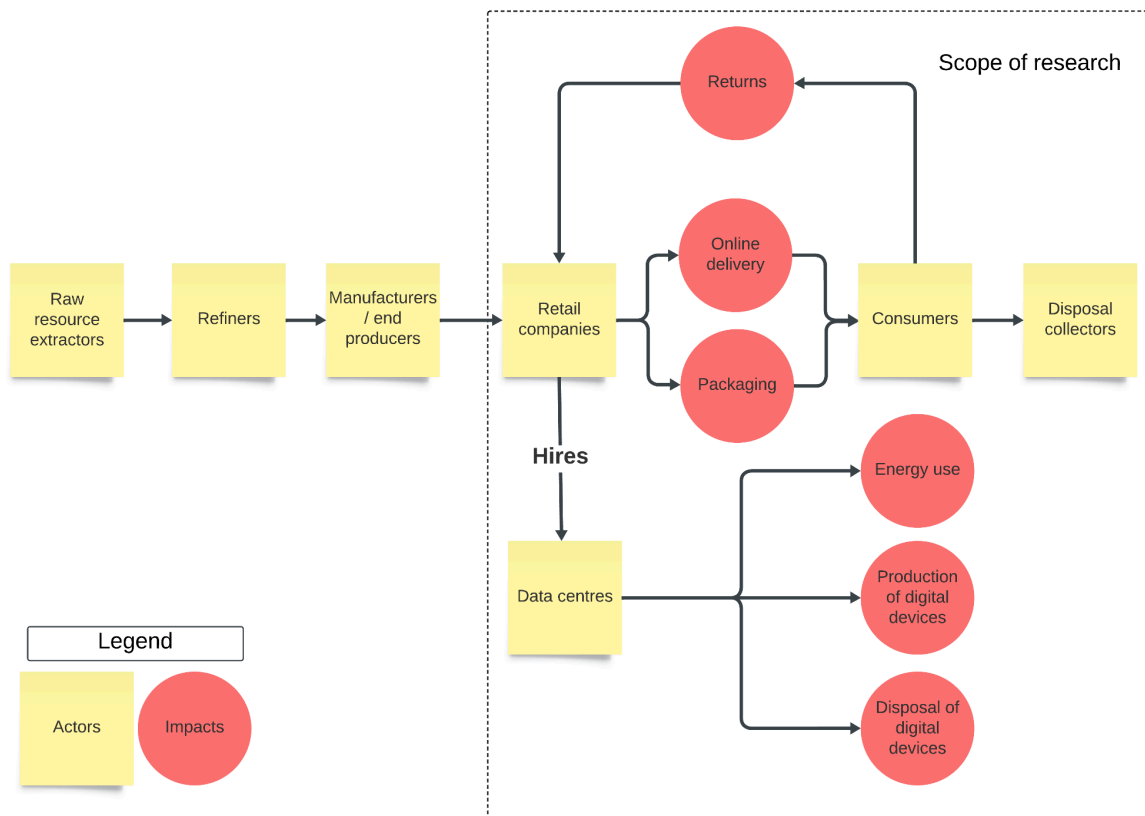 Scope of research
Returns
Online
delivery
Raw
resource
extractors
Refiners
Manufacturers
/ end
producers
Retail
companies
Consumers
Disposal
collectors
Packaging
Hires
Energy use
Data centres
Production
of digital
devices
Legend
Actors
Impacts
Disposal of
digital
devices